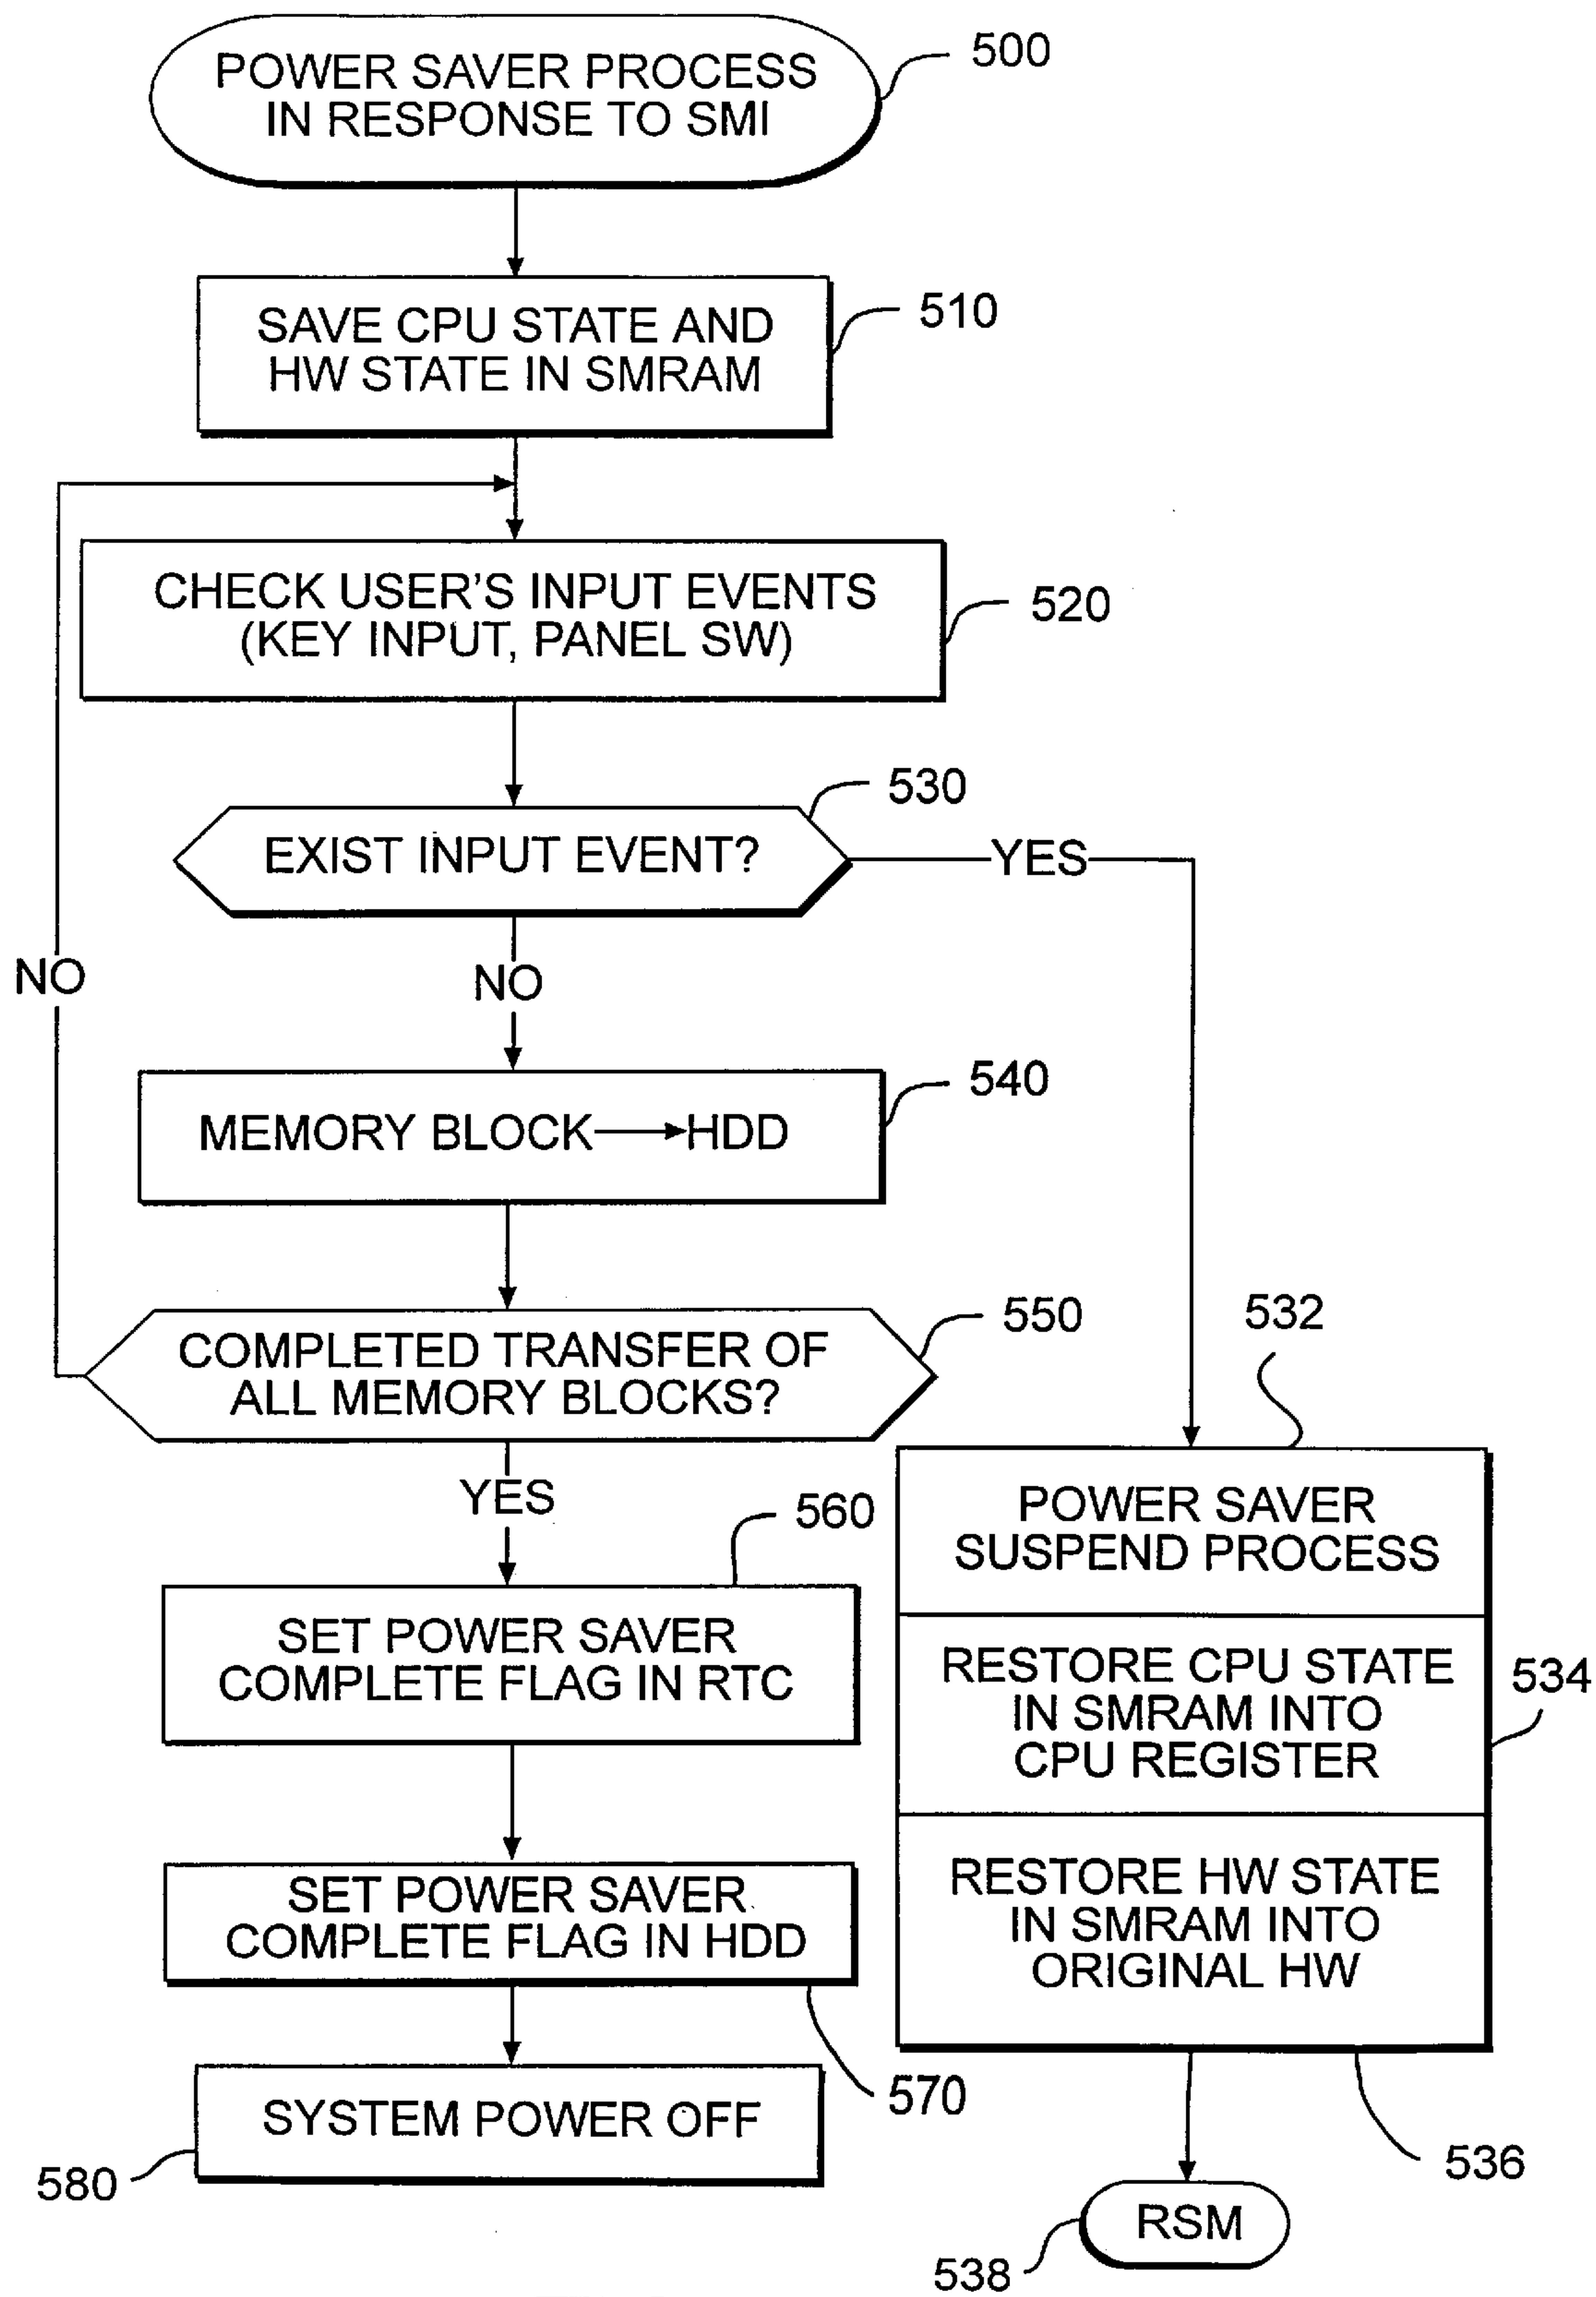 POWER SAVER PROCESS
IN RESPONSE TO SMI
500
SAVE CPU STATE AND
HW STATE IN SMRAM
510
CHECK USER'S INPUT EVENTS
(KEY INPUT, PANEL SW)
520
530
EXIST INPUT EVENT?
YES
NO
NO
540
MEMORY BLOCK→HDD
550
COMPLETED TRANSFER OF
ALL MEMORY BLOCKS?
YES
560
SET POWER SAVER
COMPLETE FLAG IN RTC
SET POWER SAVER
COMPLETE FLAG IN HDD
570
SYSTEM POWER OFF
580
532
POWER SAVER
SUSPEND PROCESS
RESTORE CPU STATE
IN SMRAM INTO
CPU REGISTER
534
RESTORE HW STATE
IN SMRAM INTO
ORIGINAL HW
536
RSM
538